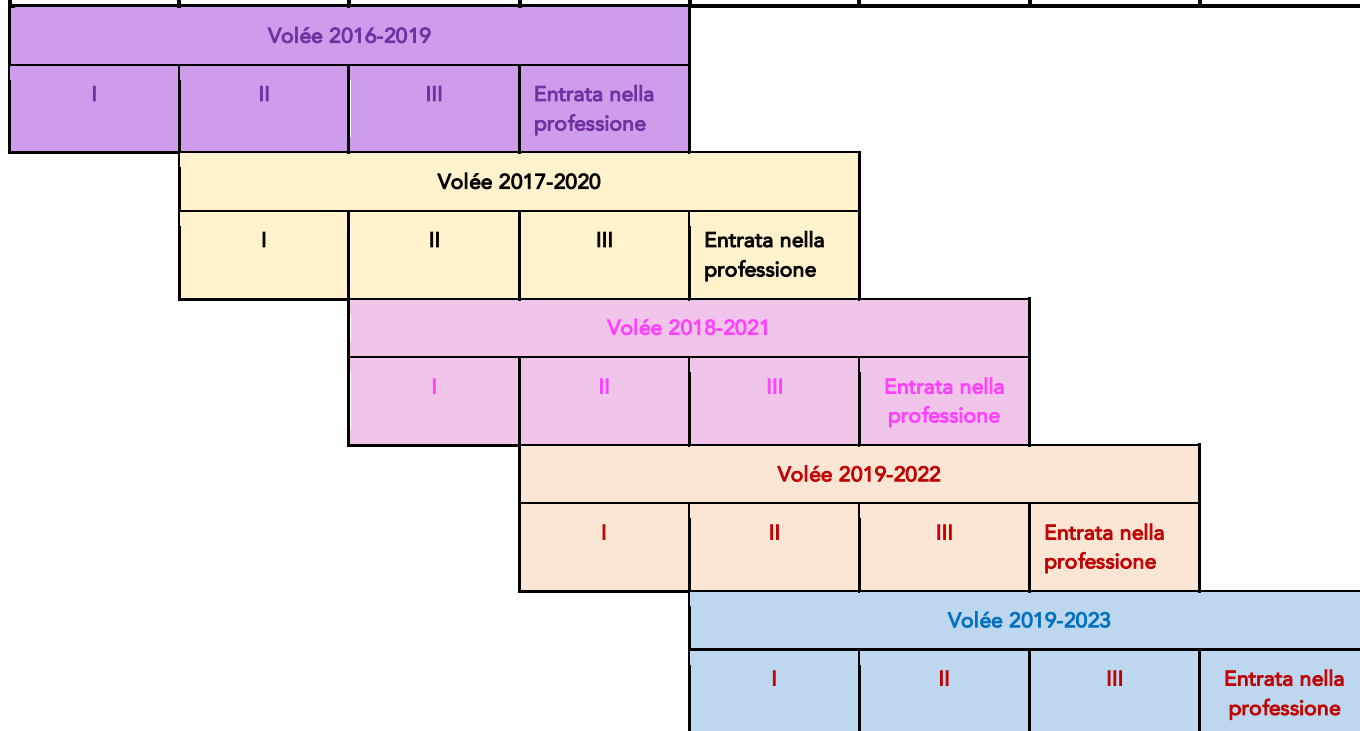 Volée 2016-2019
I II III Entrata nella
professione
Volée 2017-2020
I II III Entrata nella
professione
Volée 2018-2021
I II III Entrata nella
professione
Volée 2019-2022
I II III Entrata nella
professione
Volée 2019-2023
I II III Entrata nella
professione